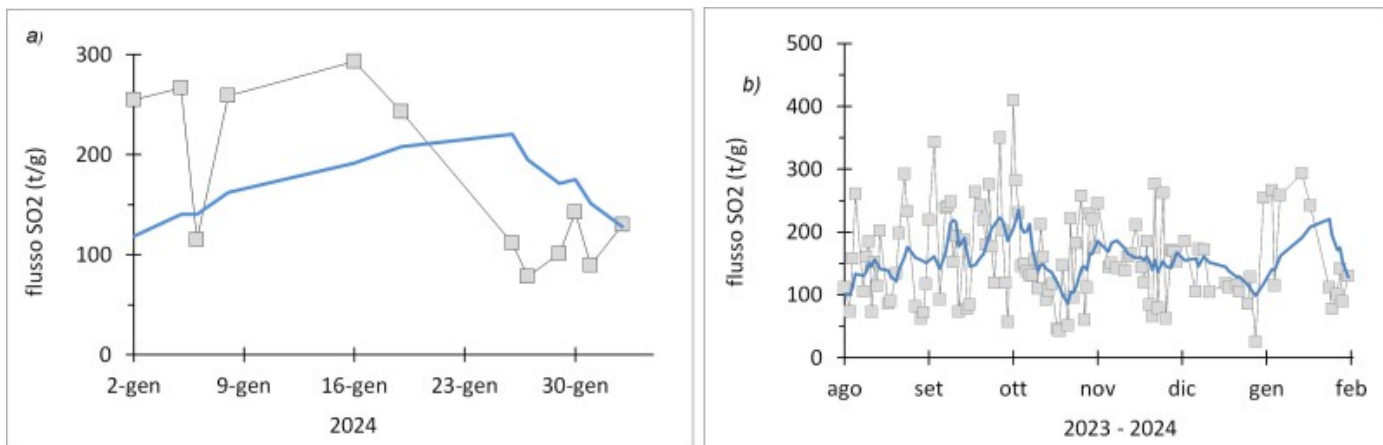 a)
flusso SO2 (t/g)
300
200
100
0
2-gen 9-gen 16-gen 23-gen 30-gen
2024
b)
flusso SO2 (t/g)
500
400
300
200
100
0
ago set ott nov dic gen feb
2023 - 2024